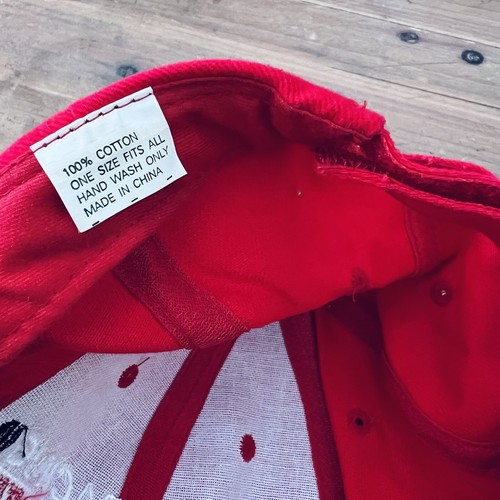 100% COTTON
ONE SIZE FITS ALL
HAND WASH ONLY
MADE IN CHINA